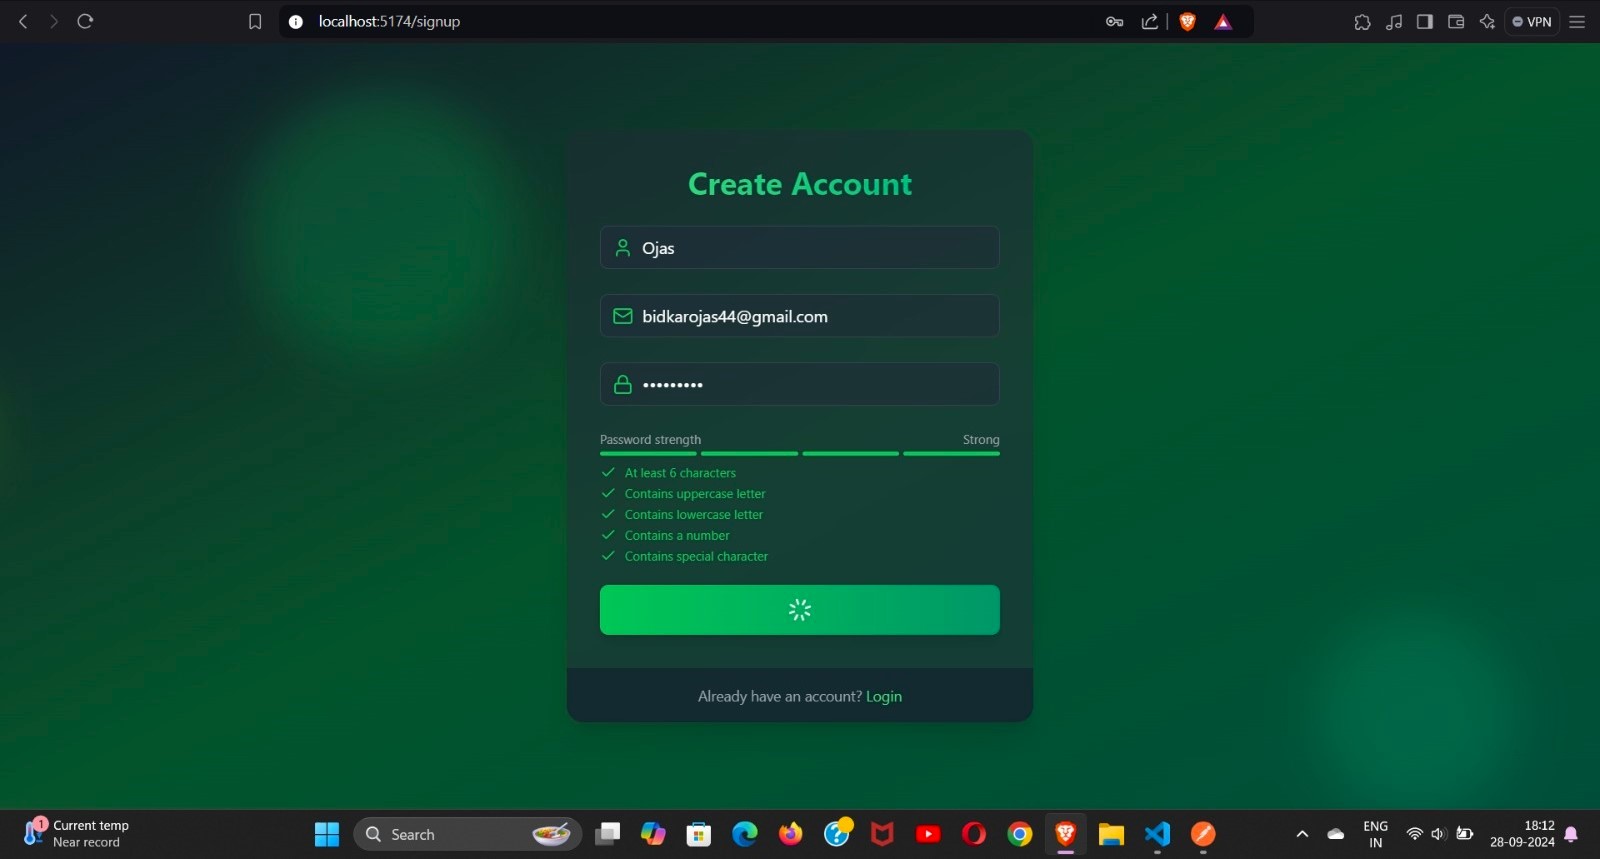 localhost:5174/signup
VPN
Create Account
Ojas
bidkarojas44@gmail.com
•••••••••
Password strength Strong
At least 6 characters
Contains uppercase letter
Contains lowercase letter
Contains a number
Contains special character
Already have an account? Login
1
Current temp
Near record
Search
ENG
IN
18:12
28-09-2024